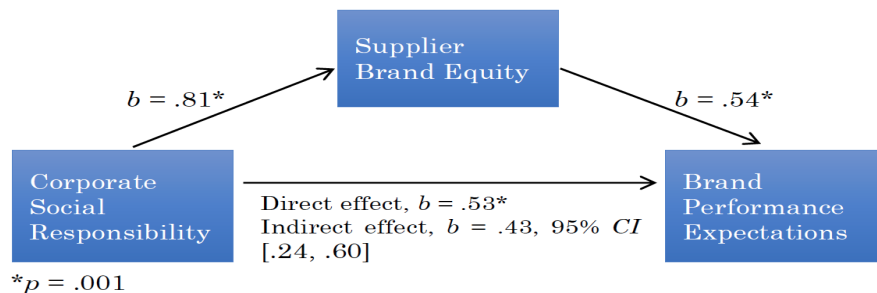 Supplier
Brand Equity
b = .81*
b = .54*
Corporate
Social
Responsibility
Direct effect, b = .53*
Indirect effect, b = .43, 95% CI
[.24, .60]
Brand
Performance
Expectations
*p = .001